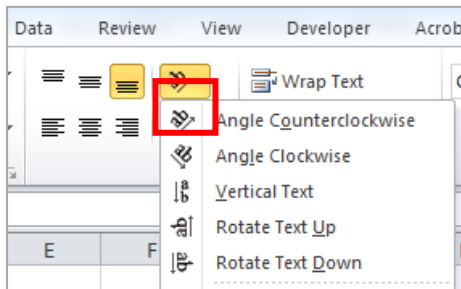 Data Review View Developer Acrob
Wrap Text
Angle Counterclockwise
Angle Clockwise
Vertical Text
Rotate Text Up
Rotate Text Down
E F